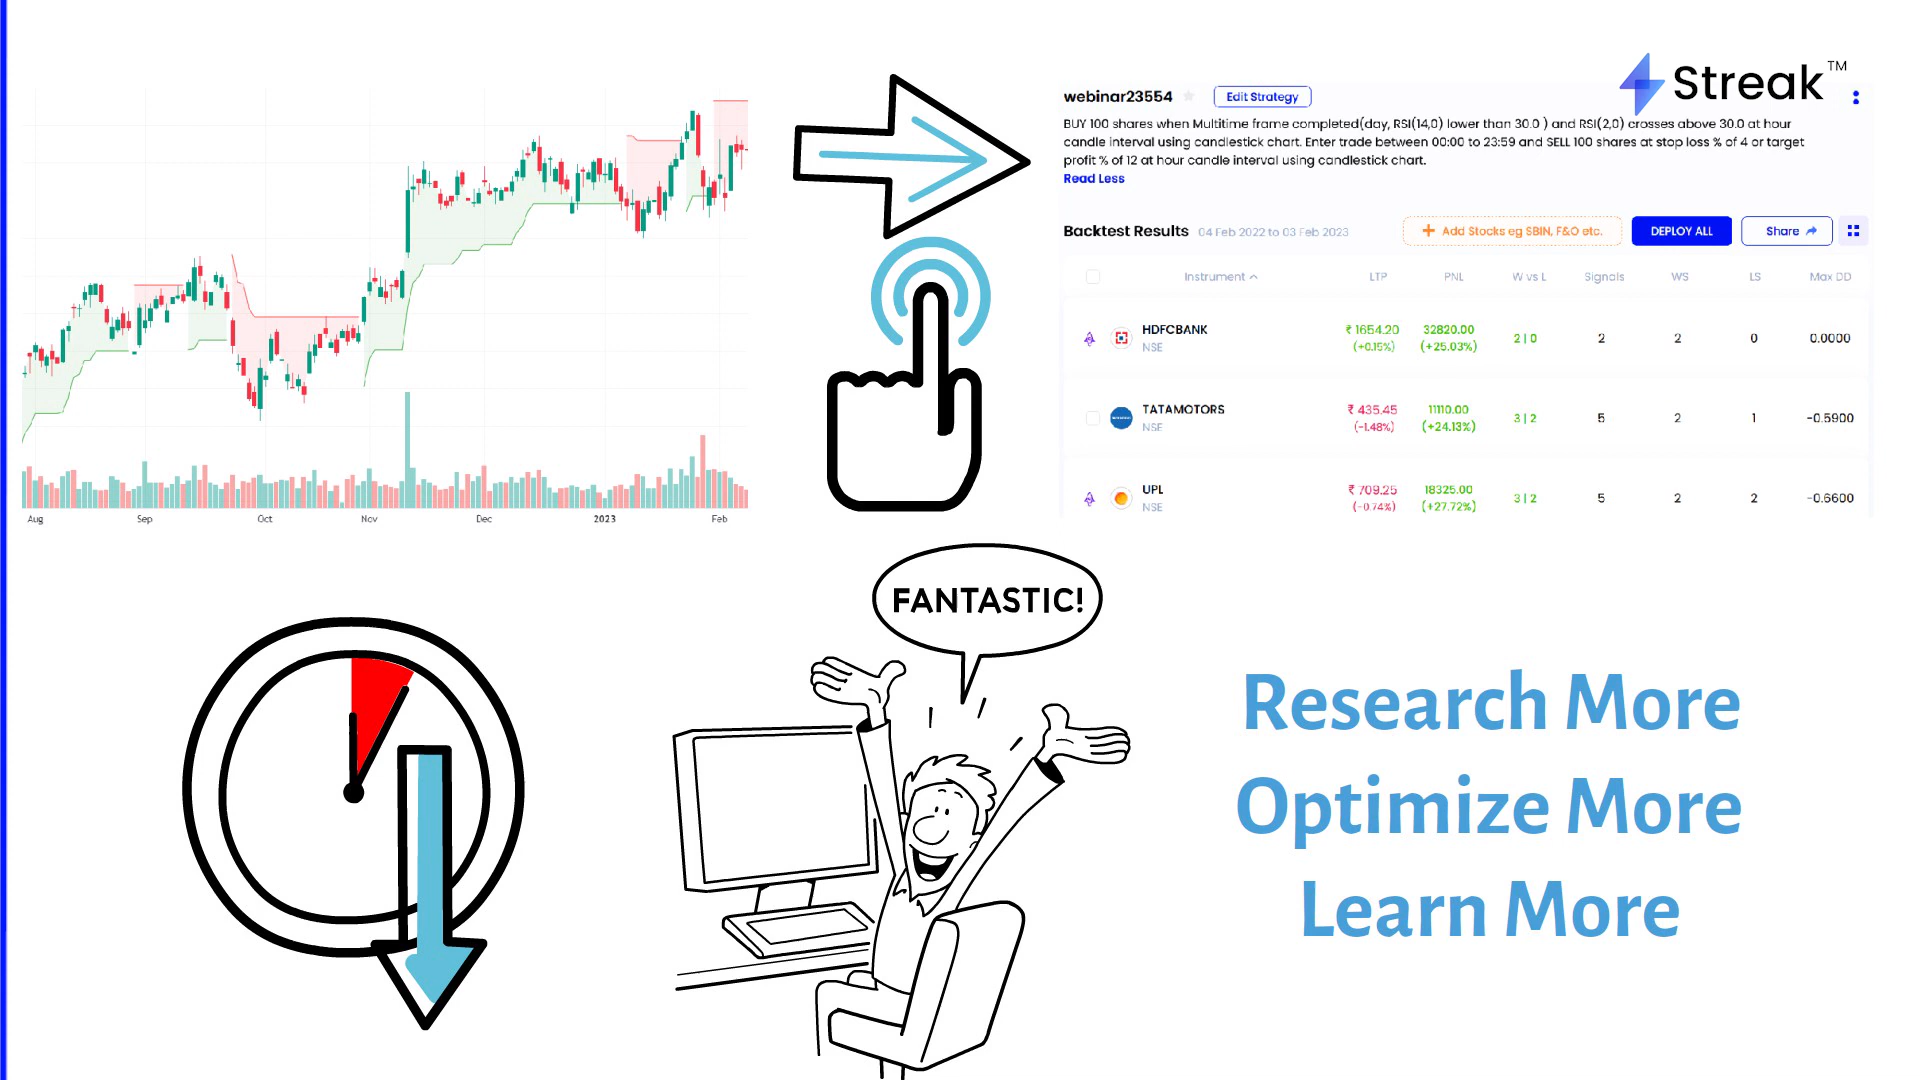 Streak™
webinar23554 Edit Strategy
BUY 100 shares when Multitime frame completed(day, RSI(14,0) lower than 30.0 ) and RSI(2,0) crosses above 30.0 at hour
candle interval using candlestick chart. Enter trade between 00:00 to 23:59 and SELL 100 shares at stop loss % of 4 or target
profit % of 12 at hour candle interval using candlestick chart.
Read Less
Backtest Results 04 Feb 2022 to 03 Feb 2023 + Add Stocks eg SBIN, F&O etc. DEPLOY ALL Share
Instrument LTP PNL W vs L Signals WS LS Max DD
HDFCBANK ₹ 1654.20 32820.00 2 | 0 2 2 0 0.0000
NSE (+0.15%) (+25.03%)
TATAMOTORS ₹ 435.45 11110.00 3 | 2 5 2 1 -0.5900
NSE (-1.48%) (+24.13%)
UPL ₹ 709.25 18325.00 3 | 2 5 2 2 -0.6600
NSE (-0.74%) (+27.72%)
Aug Sep Oct Nov Dec 2023 Feb
FANTASTIC!
Research More
Optimize More
Learn More